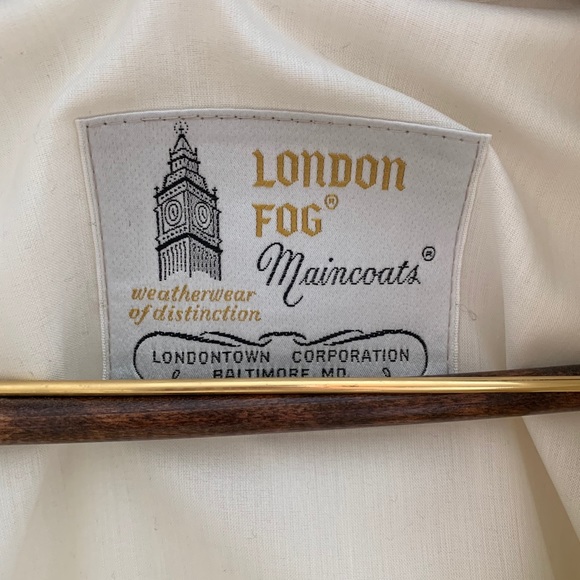 LONDON
FOG®
Maincoats®
weatherwear
of distinction
LONDONTOWN CORPORATION
BALTIMORE MD.